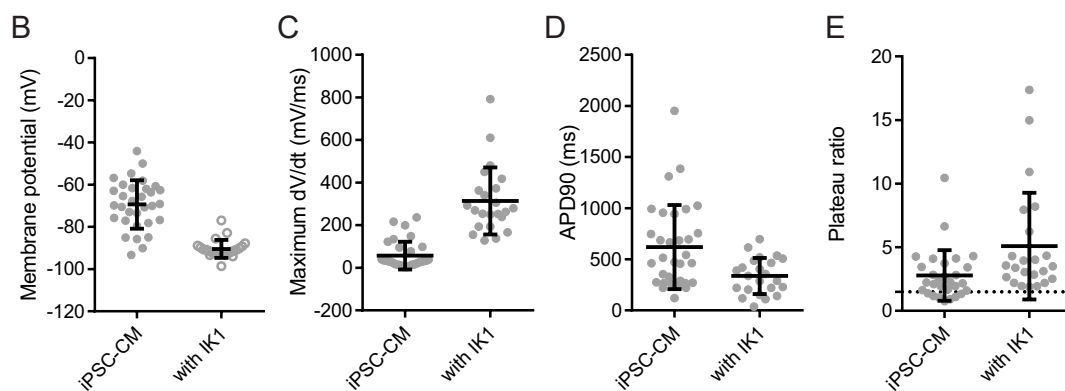 B
Membrane potential (mV)
0
-20
-40
-60
-80
-100
-120
iPSC-CM
with IK1
C
Maximum dV/dt (mV/ms)
1000
800
600
400
200
0
-200
iPSC-CM
with IK1
D
APD90 (ms)
2500
2000
1500
1000
500
0
iPSC-CM
with IK1
E
Plateau ratio
20
15
10
5
0
iPSC-CM
with IK1